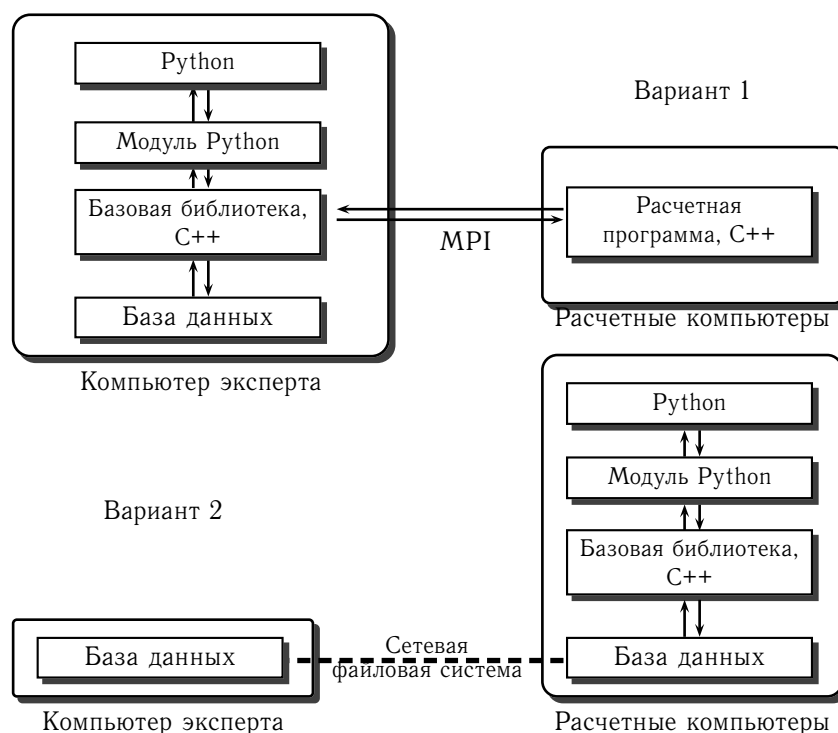 Python
Модуль Python
Базовая библиотека,
C++
База данных
Компьютер эксперта
MPI
Вариант 1
Расчетная
программа, C++
Расчетные компьютеры
Вариант 2
База данных
Компьютер эксперта
Сетевая
файловая система
Python
Модуль Python
Базовая библиотека,
C++
База данных
Расчетные компьютеры